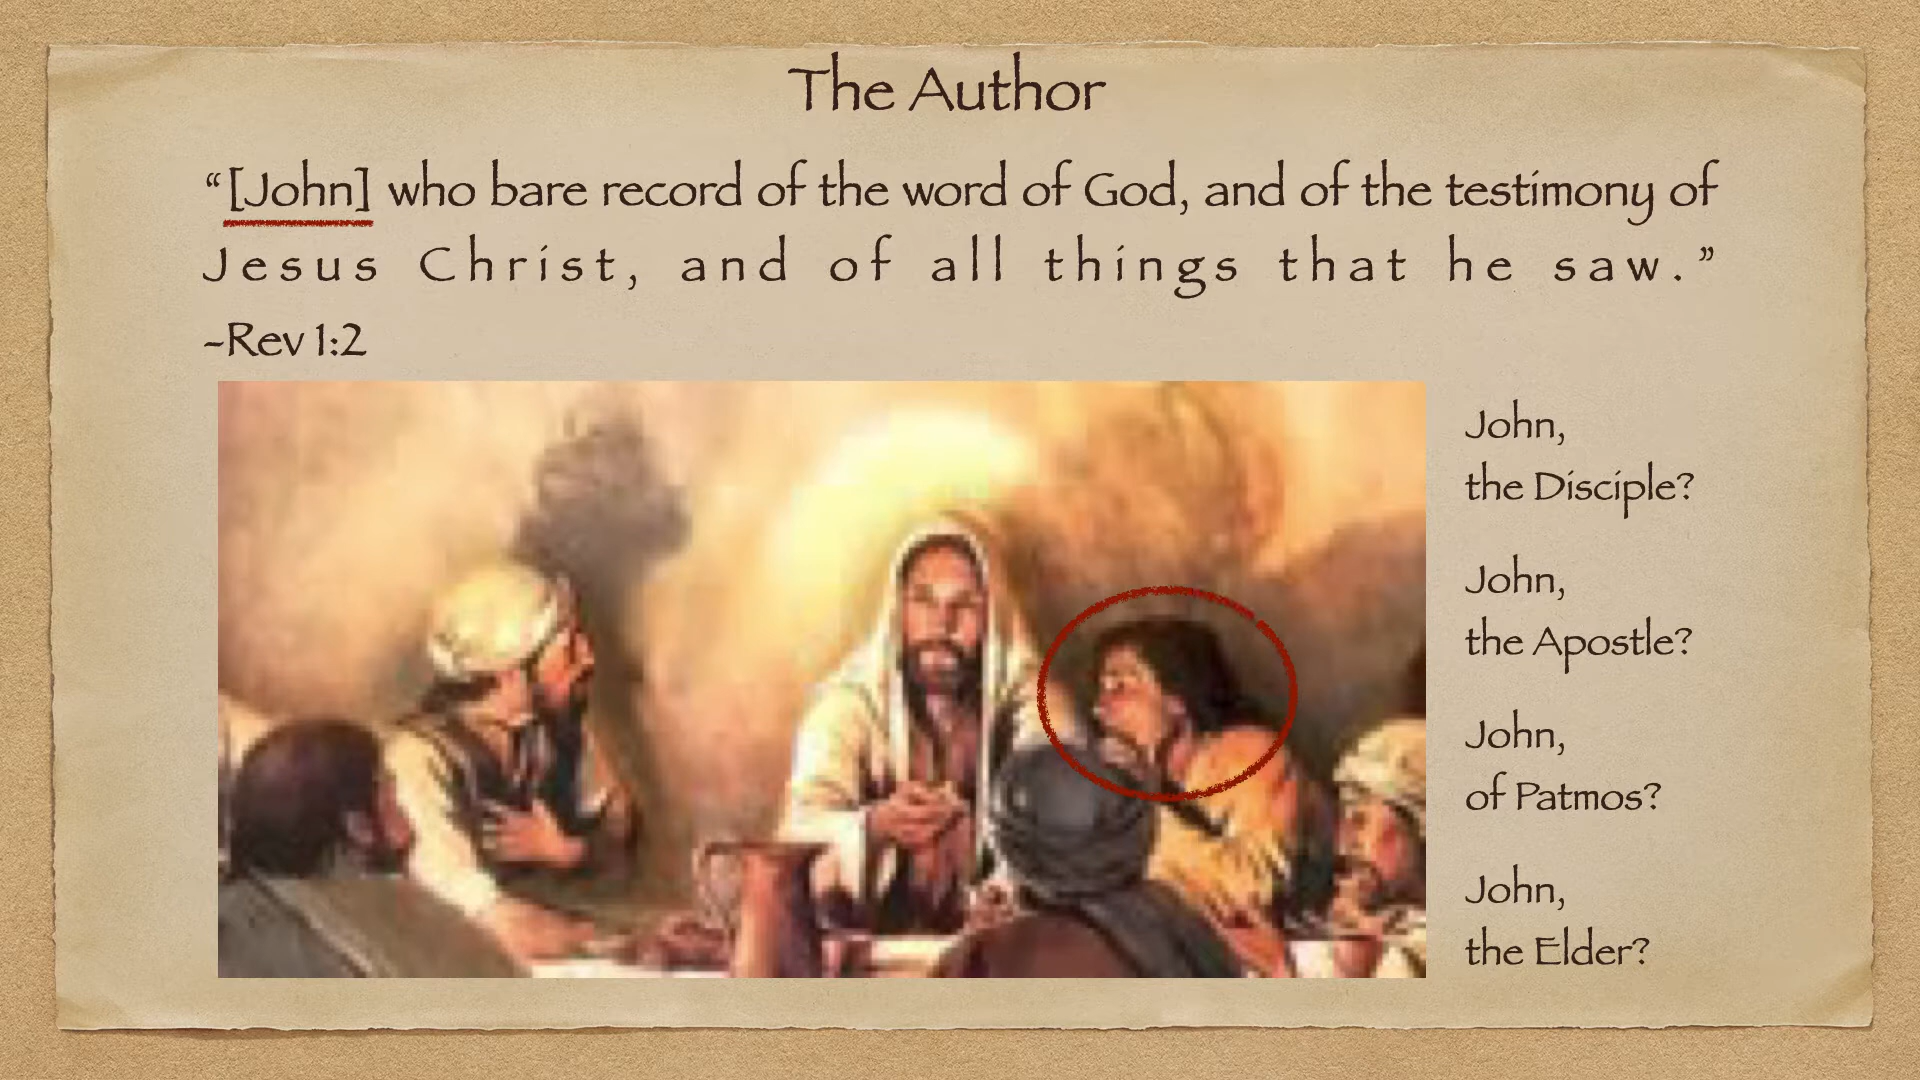 The Author
“[John] who bare record of the word of God, and of the testimony of
Jesus Christ, and of all things that he saw.”
~Rev 1:2
John,
the Disciple?
John,
the Apostle?
John,
of Patmos?
John,
the Elder?